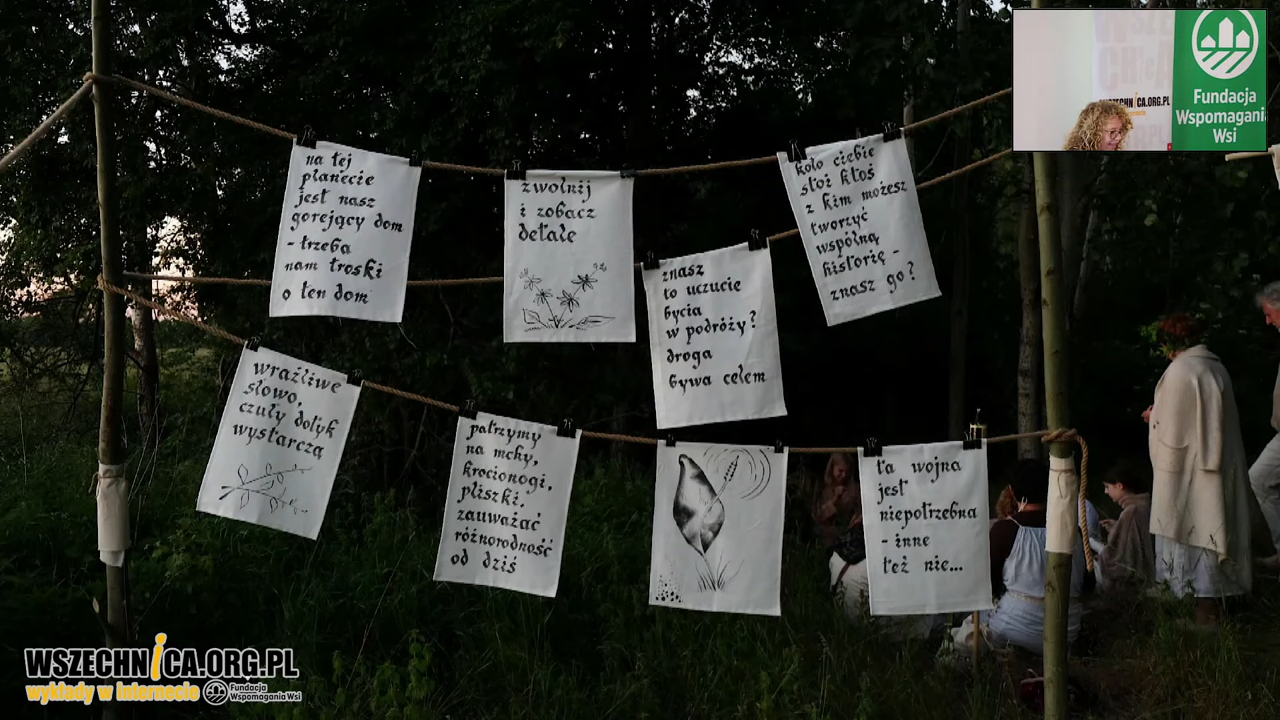 na tej
planecie
jest nasz
gorejący dom
- trzeba
nam troski
o ten dom
zwolnij
i zobacz
detale
znasz
to uczucie
bycia
w podróży?
droga
bywa celem
koło ciebie
stoi ktoś
z kim możesz
tworzyć
wspólną
historię -
znasz go?
wrażliwe
słowo,
czuły dotyk
wystarczą
patrzymy
na mchy,
krocionogi,
pliszki.
zauważać
różnorodność
od dziś
ta wojna
jest
niepotrzebna
- inne
też nie...
Fundacja
Wspomagania
Wsi
WSZECHNICA.ORG.PL
wykłady w internecie
Fundacja
Wspomagania Wsi